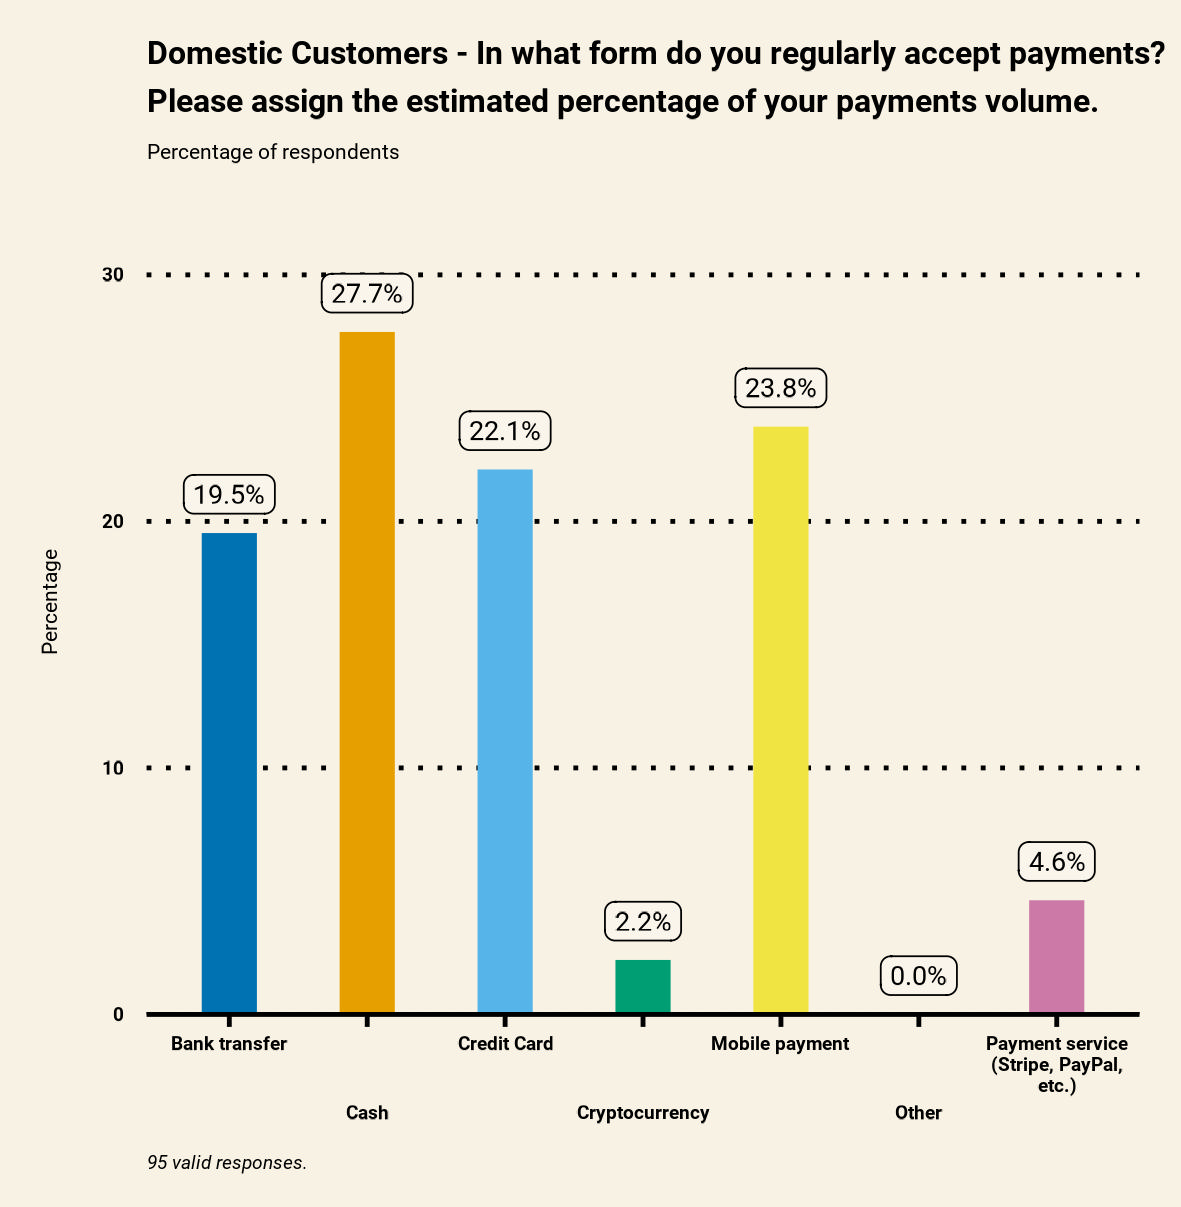 Domestic Customers - In what form do you regularly accept payments?
Please assign the estimated percentage of your payments volume.
Percentage of respondents
30
27.7%
23.8%
22.1%
19.5%
20
Percentage
10
4.6%
2.2%
0.0%
0
Bank transfer
Credit Card
Mobile payment
Payment service
(Stripe, PayPal,
etc.)
Cash
Cryptocurrency
Other
95 valid responses.